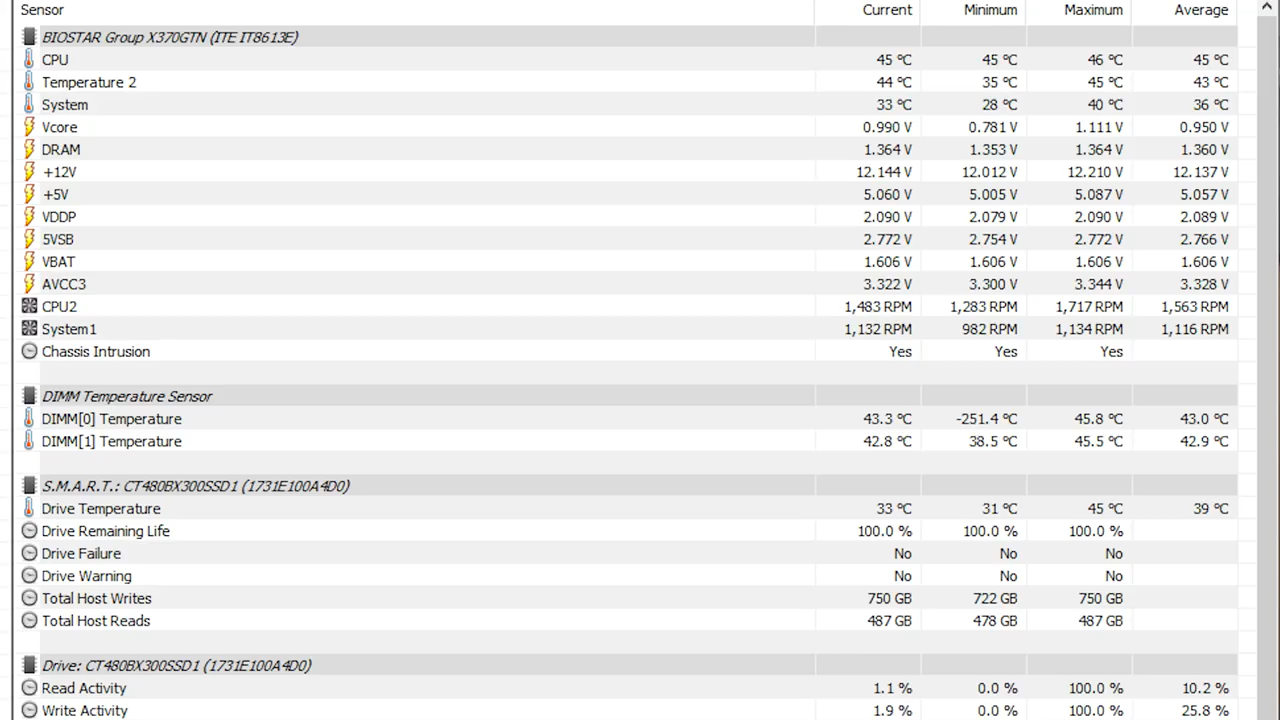 Sensor Current Minimum Maximum Average
BIOSTAR Group X370GTN (ITE IT8613E)
CPU 45 °C 45 °C 46 °C 45 °C
Temperature 2 44 °C 35 °C 45 °C 43 °C
System 33 °C 28 °C 40 °C 36 °C
Vcore 0.990 V 0.781 V 1.111 V 0.950 V
DRAM 1.364 V 1.353 V 1.364 V 1.360 V
+12V 12.144 V 12.012 V 12.210 V 12.137 V
+5V 5.060 V 5.005 V 5.087 V 5.057 V
VDDP 2.090 V 2.079 V 2.090 V 2.089 V
5VSB 2.772 V 2.754 V 2.772 V 2.766 V
VBAT 1.606 V 1.606 V 1.606 V 1.606 V
AVCC3 3.322 V 3.300 V 3.344 V 3.328 V
CPU2 1,483 RPM 1,283 RPM 1,717 RPM 1,563 RPM
System1 1,132 RPM 982 RPM 1,134 RPM 1,116 RPM
Chassis Intrusion Yes Yes Yes
DIMM Temperature Sensor
DIMM[0] Temperature 43.3 °C -251.4 °C 45.8 °C 43.0 °C
DIMM[1] Temperature 42.8 °C 38.5 °C 45.5 °C 42.9 °C
S.M.A.R.T.: CT480BX300SSD1 (1731E100A4D0)
Drive Temperature 33 °C 31 °C 45 °C 39 °C
Drive Remaining Life 100.0 % 100.0 % 100.0 %
Drive Failure No No No
Drive Warning No No No
Total Host Writes 750 GB 722 GB 750 GB
Total Host Reads 487 GB 478 GB 487 GB
Drive: CT480BX300SSD1 (1731E100A4D0)
Read Activity 1.1 % 0.0 % 100.0 % 10.2 %
Write Activity 1.9 % 0.0 % 100.0 % 25.8 %